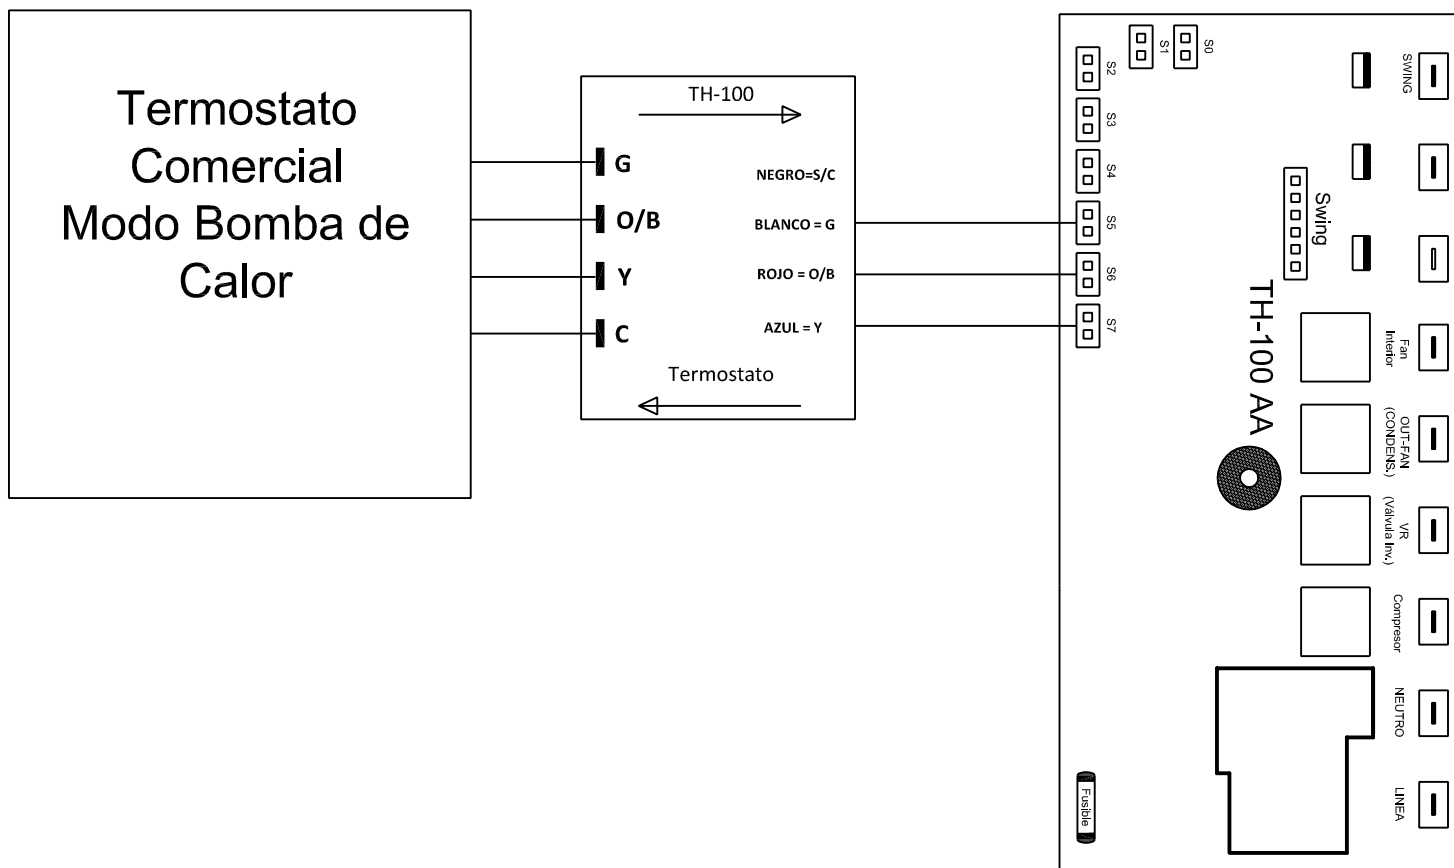 Termostato
Comercial
Modo Bomba de
Calor
TH-100
G
O/B
Y
C
NEGRO=S/C
BLANCO = G
ROJO = O/B
AZUL = Y
Termostato
S1
S0
S2
S3
S4
S5
S6
S7
Swing
TH-100 AA
SWING
Fan
Interior
OUT-FAN
(CONDENS.)
VR
(Válvula Inv.)
Compresor
NEUTRO
LINEA
Fusible